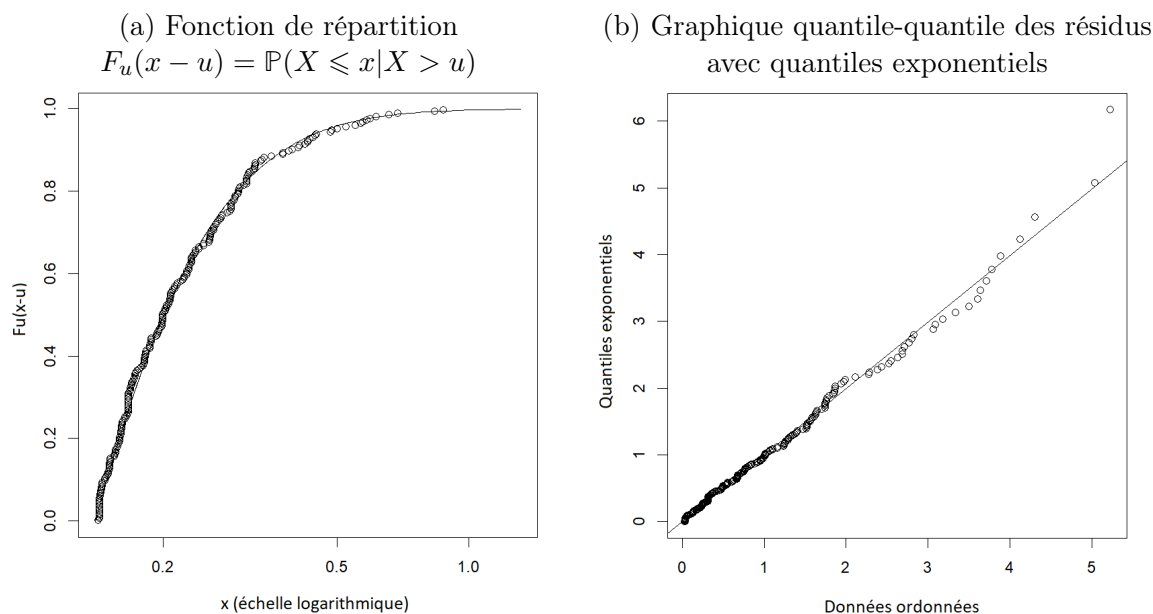 (a) Fonction de répartition
F_u(x − u) = ℙ(X ⩽ x|X > u)
1.0
0.8
0.6
0.4
0.2
0.0
Fu(x-u)
0.2 0.5 1.0
x (échelle logarithmique)
(b) Graphique quantile-quantile des résidus
avec quantiles exponentiels
6
5
4
3
2
1
0
Quantiles exponentiels
0 1 2 3 4 5
Données ordonnées